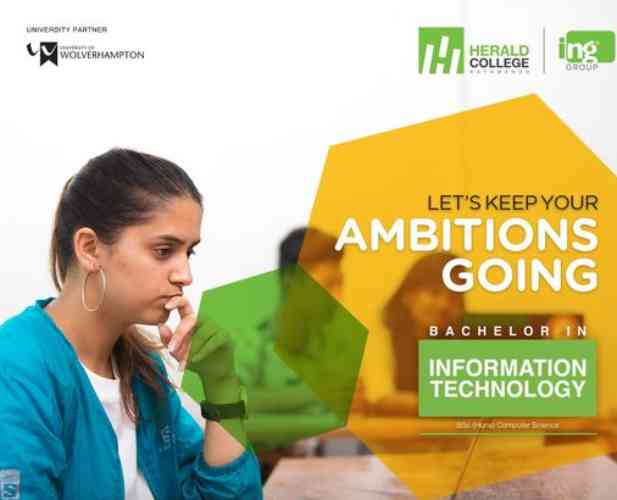 UNIVERSITY PARTNER
UNIVERSITY OF
WOLVERHAMPTON
HERALD
COLLEGE
KATHMANDU
ing
GROUP
LET'S KEEP YOUR
AMBITIONS
GOING
BACHELOR IN
INFORMATION
TECHNOLOGY
BSc (Hons) Computer Science